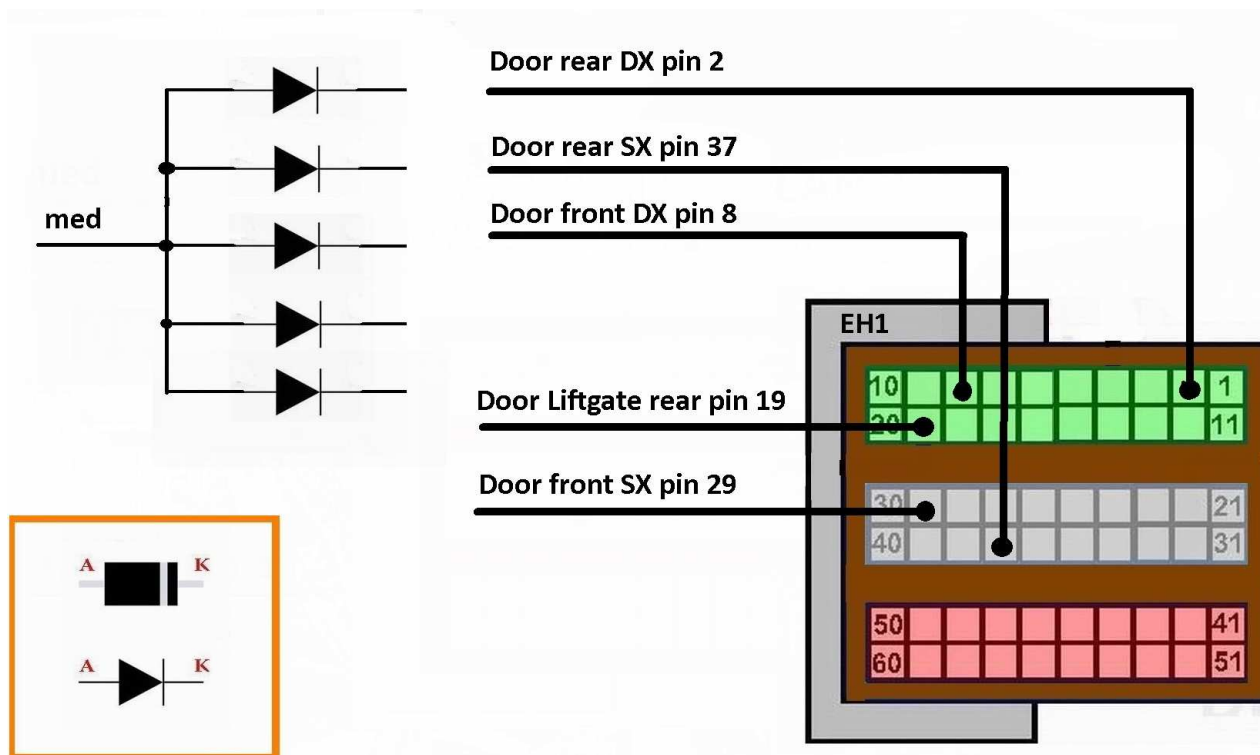 Door rear DX pin 2
Door rear SX pin 37
med
Door front DX pin 8
EH1
10 1
Door Liftgate rear pin 19
20 11
Door front SX pin 29
30 21
40 31
A K
50 41
60 51
A K